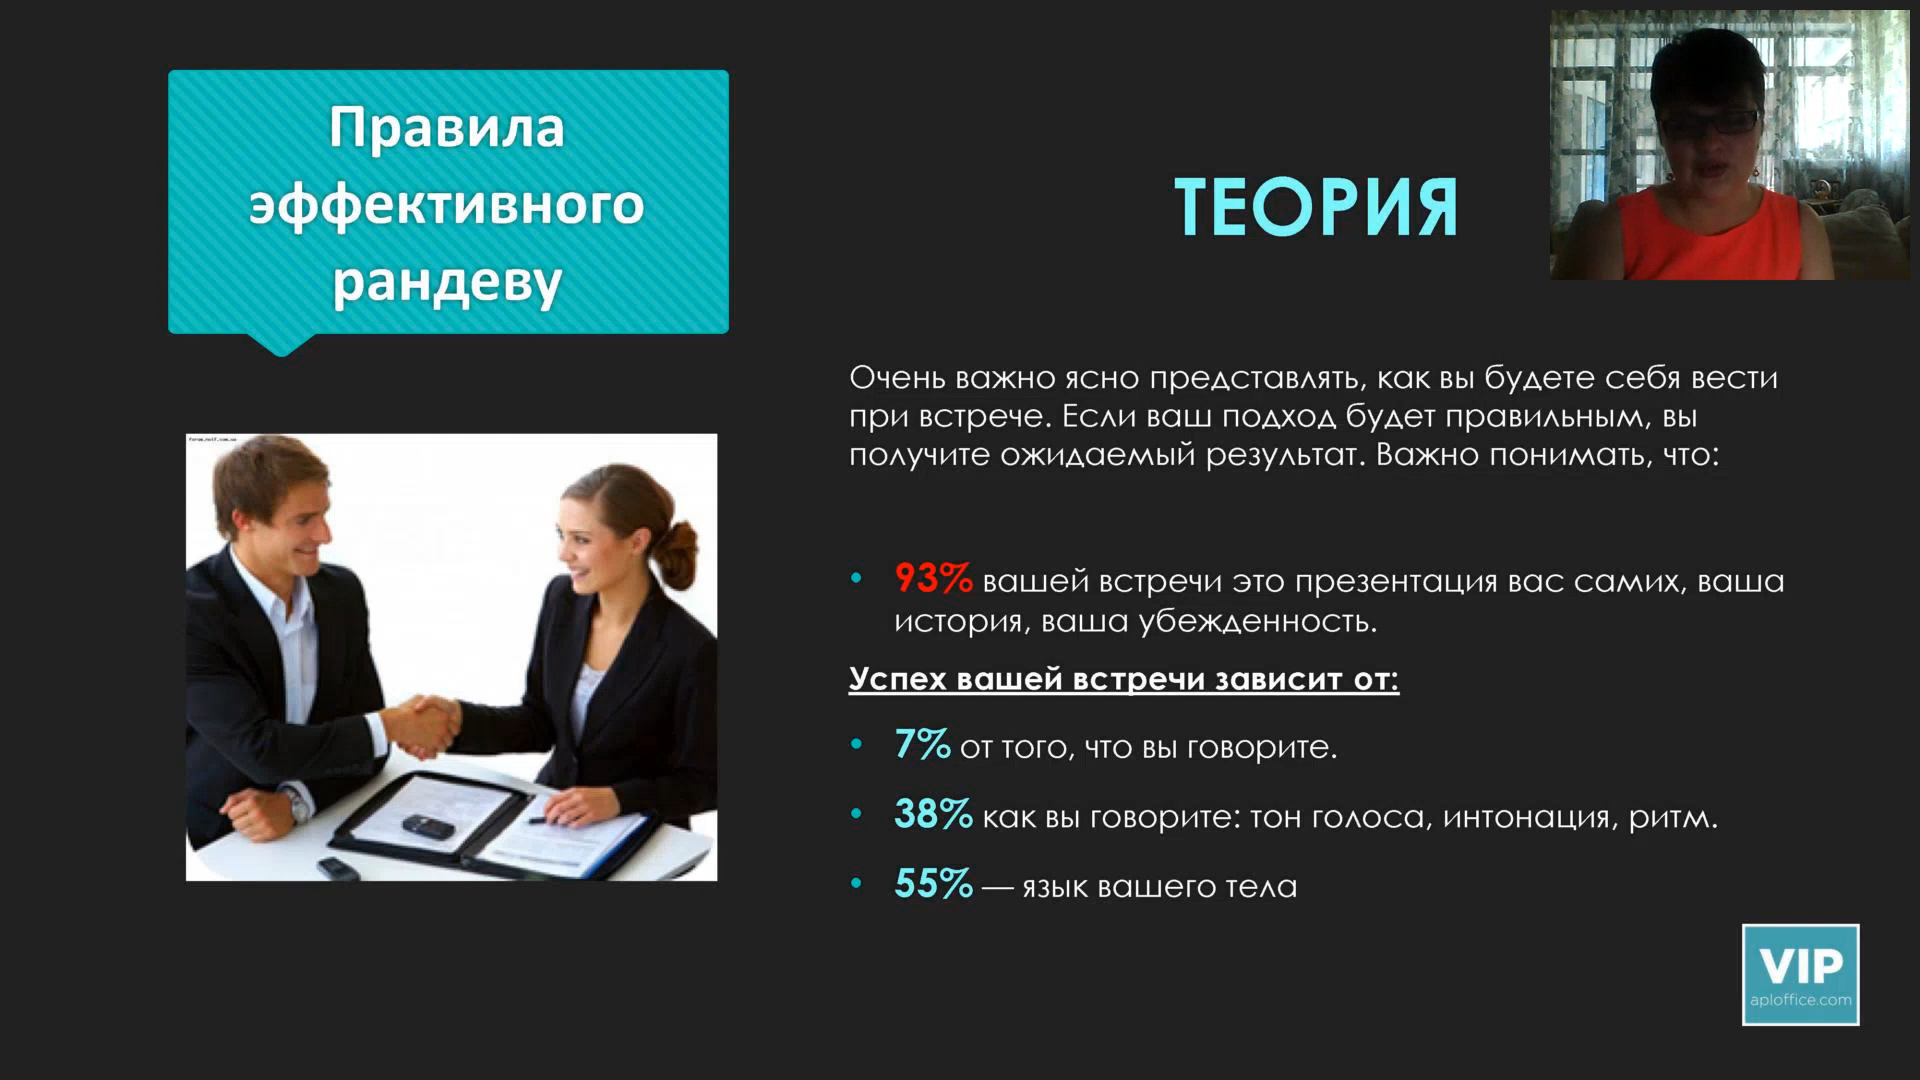 Правила
эффективного
рандеву
ТЕОРИЯ
Очень важно ясно представлять, как вы будете себя вести
при встрече. Если ваш подход будет правильным, вы
получите ожидаемый результат. Важно понимать, что:
• 93% вашей встречи это презентация вас самих, ваша
история, ваша убежденность.
Успех вашей встречи зависит от:
• 7% от того, что вы говорите.
• 38% как вы говорите: тон голоса, интонация, ритм.
• 55% — язык вашего тела
VIP
aploffice.com